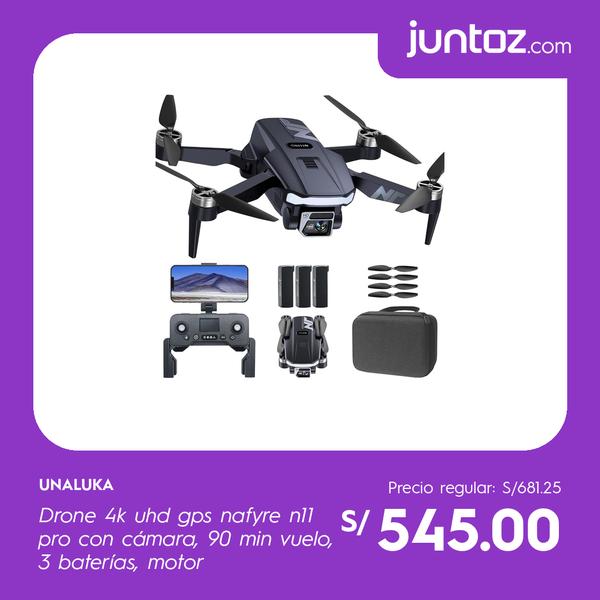 juntoz.com
UNALUKA
Drone 4k uhd gps nafyre n11
pro con cámara, 90 min vuelo,
3 baterías, motor
Precio regular: S/681.25
S/ 545.00